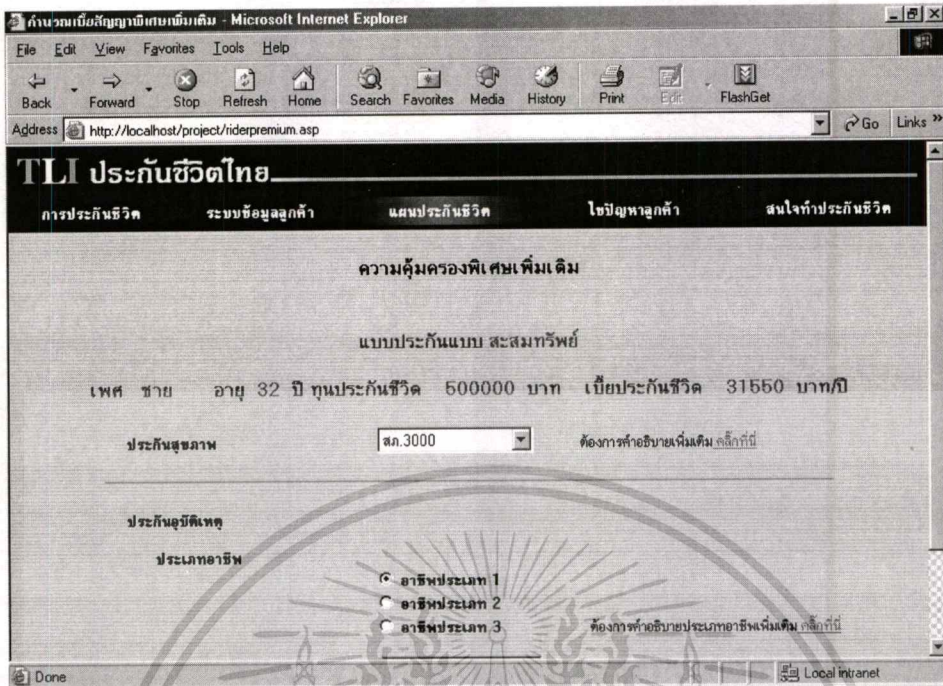 คำนวณเบี้ยสัญญาพิเศษเพิ่มเติม - Microsoft Internet Explorer
File Edit View Favorites Tools Help
Back Forward Stop Refresh Home Search Favorites Media History Print Edit FlashGet
Address http://localhost/project/riderpremium.asp Go Links »
TLI ประกันชีวิตไทย
การประกันชีวิต ระบบข้อมูลลูกค้า แผนประกันชีวิต ไขปัญหาลูกค้า สนใจทำประกันชีวิต
ความคุ้มครองพิเศษเพิ่มเติม
แบบประกันแบบ สะสมทรัพย์
เพศ ชาย อายุ 32 ปี ทุนประกันชีวิต 500000 บาท เบี้ยประกันชีวิต 31550 บาท/ปี
ประกันสุขภาพ สภ.3000 ต้องการคำอธิบายเพิ่มเติม คลิ๊กที่นี่
ประกันอุบัติเหตุ
ประเภทอาชีพ
อาชีพประเภท 1
อาชีพประเภท 2
อาชีพประเภท 3 ต้องการคำอธิบายประเภทอาชีพเพิ่มเติม คลิ๊กที่นี่
Done Local intranet